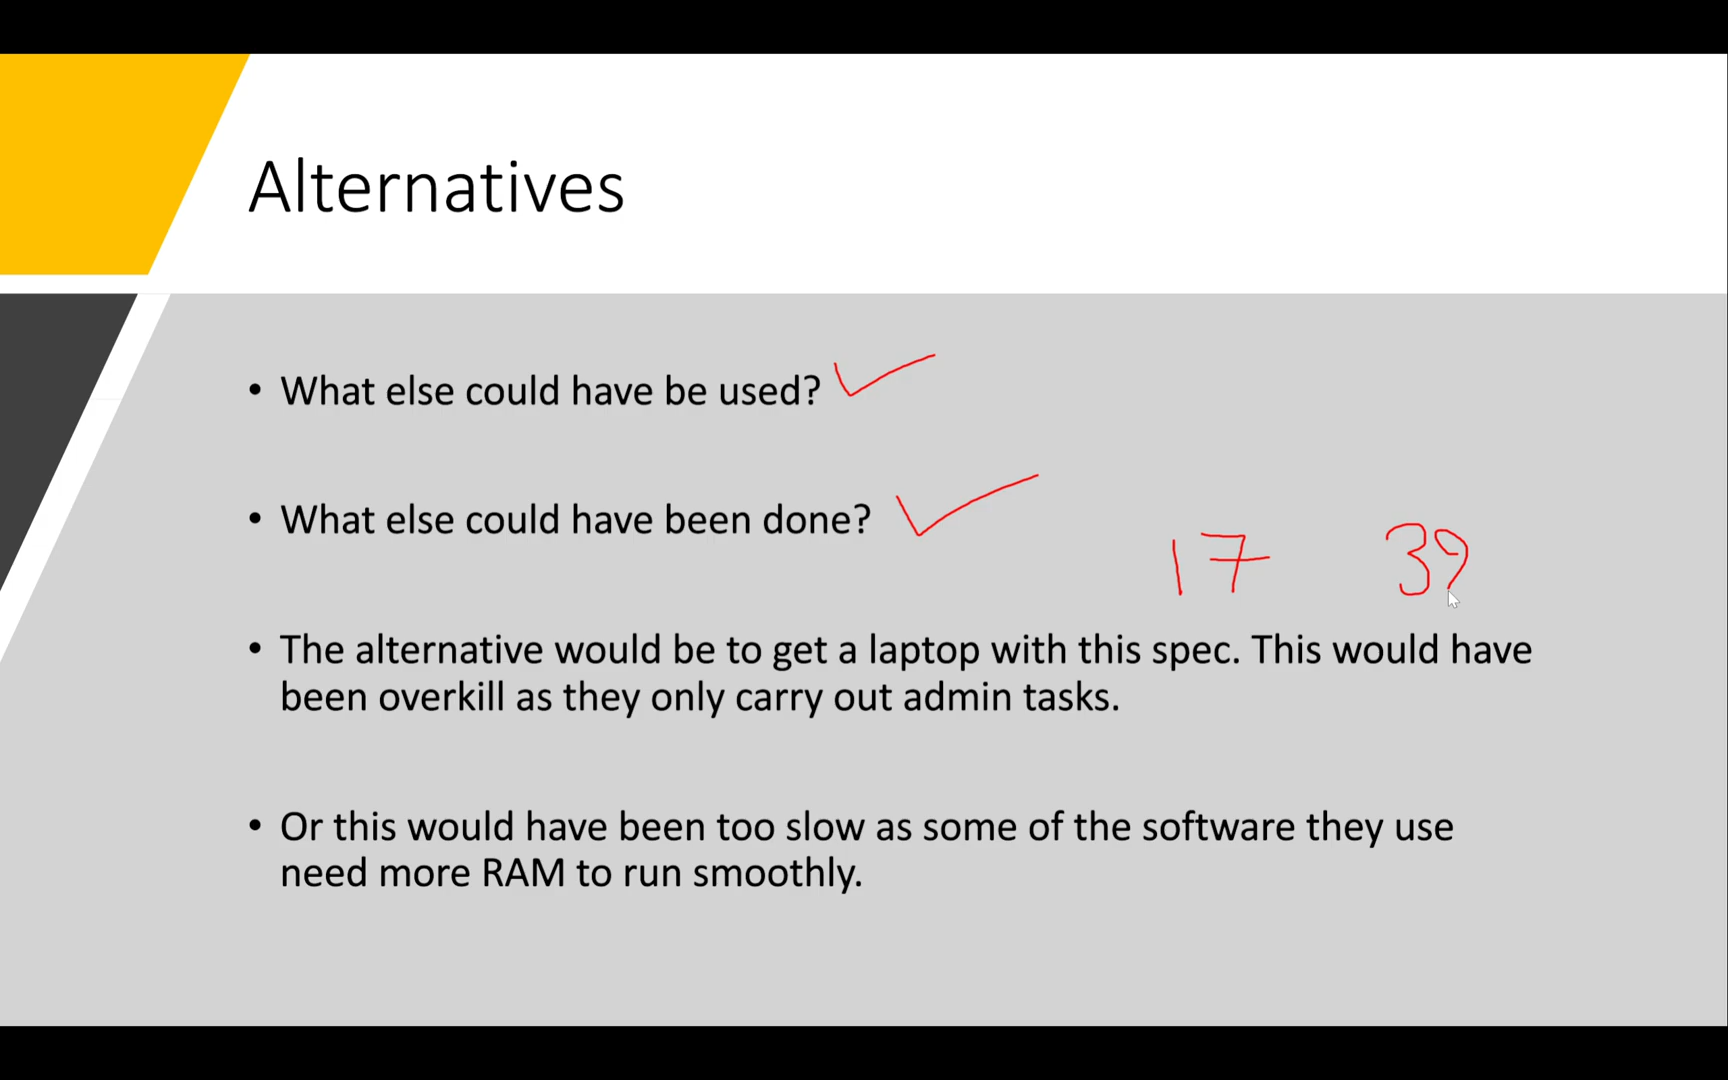 Alternatives
• What else could have be used?
• What else could have been done?
17 39
• The alternative would be to get a laptop with this spec. This would have
been overkill as they only carry out admin tasks.
• Or this would have been too slow as some of the software they use
need more RAM to run smoothly.